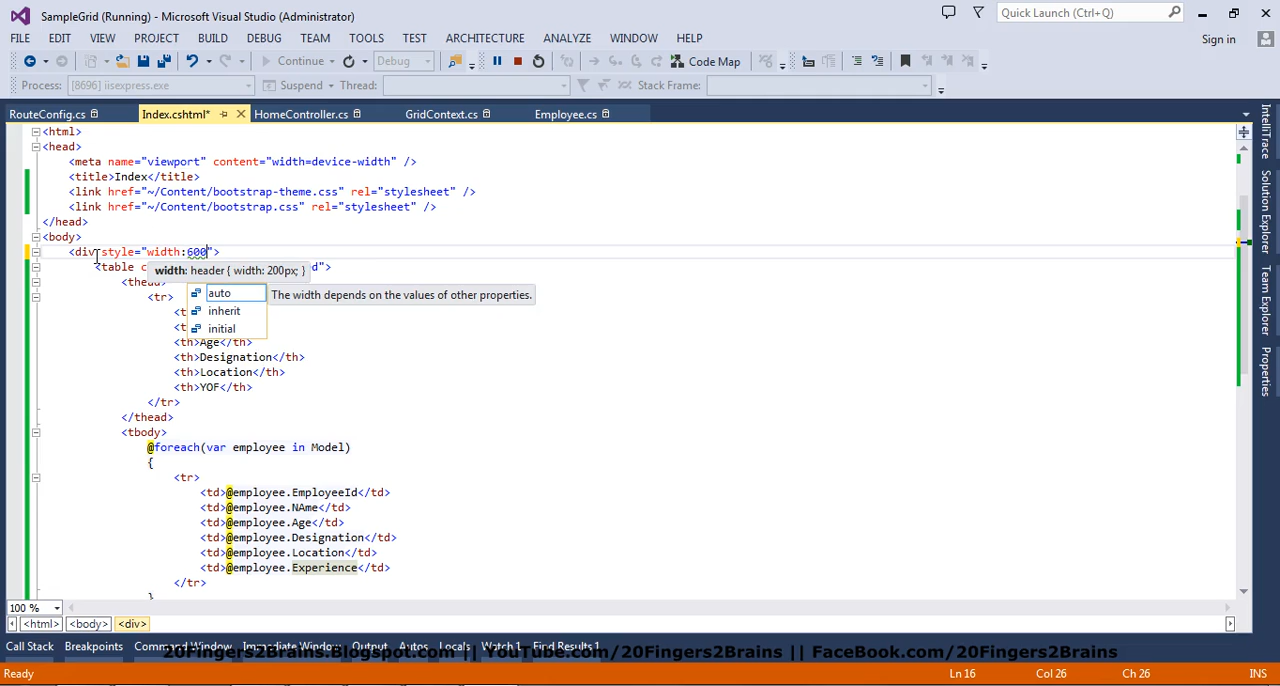 SampleGrid (Running) - Microsoft Visual Studio (Administrator)
Quick Launch (Ctrl+Q)
FILE EDIT VIEW PROJECT BUILD DEBUG TEAM TOOLS TEST ARCHITECTURE ANALYZE WINDOW HELP
Sign in
Continue Debug Code Map
Process: [8696] iisexpress.exe Suspend Thread: Stack Frame:
RouteConfig.cs Index.cshtml* HomeController.cs GridContext.cs Employee.cs
<html>
<head>
<meta name="viewport" content="width=device-width" />
<title>Index</title>
<link href="~/Content/bootstrap-theme.css" rel="stylesheet" />
<link href="~/Content/bootstrap.css" rel="stylesheet" />
</head>
<body>
<div style="width:600">
<table c d">
width: header { width: 200px; }
<thead>
<tr>
auto The width depends on the values of other properties.
<t
inherit
<t
initial
<th>Age</th>
<th>Designation</th>
<th>Location</th>
<th>YOF</th>
</tr>
</thead>
<tbody>
@foreach(var employee in Model)
{
<tr>
<td>@employee.EmployeeId</td>
<td>@employee.NAme</td>
<td>@employee.Age</td>
<td>@employee.Designation</td>
<td>@employee.Location</td>
<td>@employee.Experience</td>
</tr>
}
100 %
<html> <body> <div>
Call Stack Breakpoints Command Window Immediate Window Output Autos Locals Watch 1 Find Results 1
20Fingers2Brains.Blogspot.com || YouTube.com/20Fingers2Brains || FaceBook.com/20Fingers2Brains
Ready Ln 16 Col 26 Ch 26 INS
IntelliTrace
Solution Explorer
Team Explorer
Properties